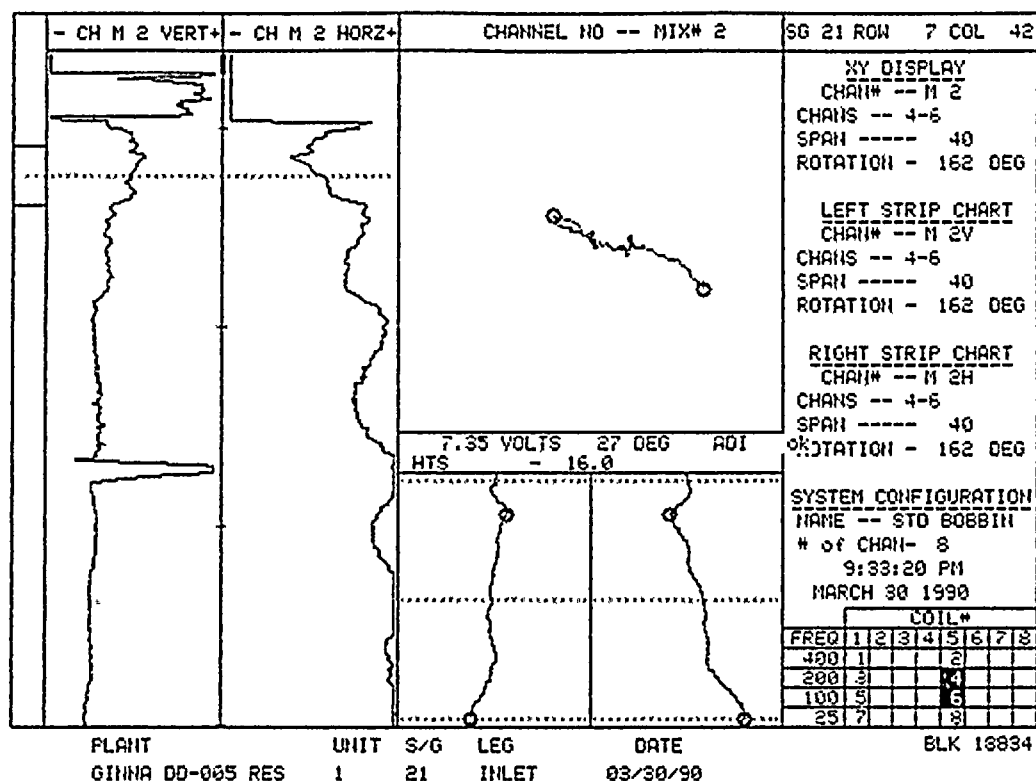 - CH M 2 VERT+ - CH M 2 HORZ+ CHANNEL NO -- MIX# 2 SG 21 ROW 7 COL 42
XY DISPLAY
CHAN# -- M 2
CHANS -- 4-6
SPAN ----- 40
ROTATION - 162 DEG
LEFT STRIP CHART
CHAN# -- M 2V
CHANS -- 4-6
SPAN ----- 40
ROTATION - 162 DEG
RIGHT STRIP CHART
CHAN# -- M 2H
CHANS -- 4-6
SPAN ----- 40
ROTATION - 162 DEG
7.35 VOLTS 27 DEG ADI ok
HTS - 16.0
SYSTEM CONFIGURATION
NAME -- STD BOBBIN
# of CHAN- 8
9:33:20 PM
MARCH 30 1990
COIL#
FREQ 1 2 3 4 5 6 7 8
400 1 2
200 3 4
100 5 6
25 7 8
PLANT UNIT S/G LEG DATE BLK 18834
GINNA DD-005 RES 1 21 INLET 03/30/90